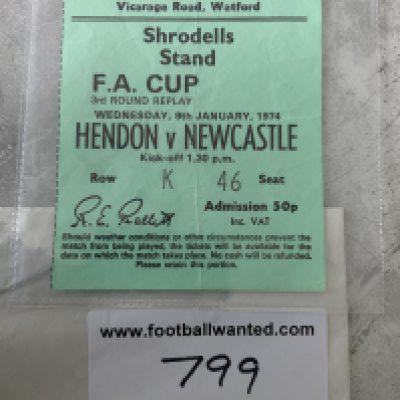 Vicarage Road, Watford
Shrodells
Stand
F.A. CUP
3rd ROUND REPLAY
WEDNESDAY, 9th JANUARY, 1974
HENDON v NEWCASTLE
Kick-off 1.30 p.m.
Row K 46 Seat
Admission 50p
Inc. VAT
Should weather conditions or other circumstances prevent the
match from being played, the tickets will be available for the
date on which the match takes place. No cash will be refunded.
Please retain this portion.
www.footballwanted.com
799